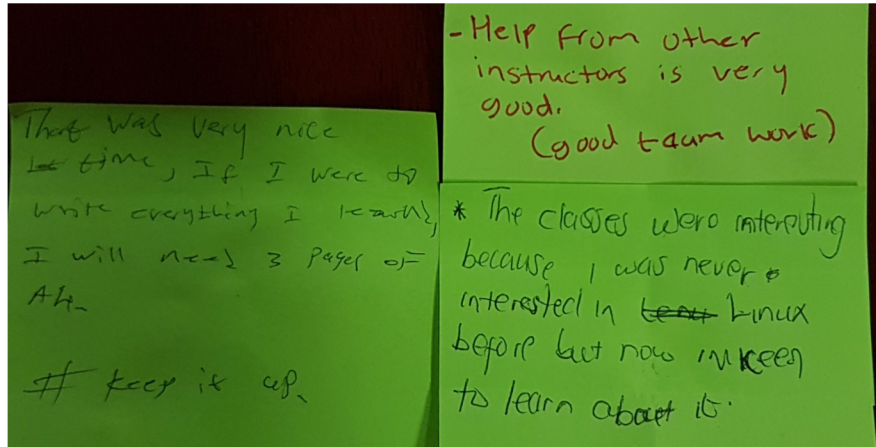 That was very nice
time, If I were to
write everything I learnt,
I will need 3 pages of
A4.
# keep it up.
- Help from other
instructors is very
good.
(good taum work)
* The classes were interesting
because I was never
interested in Linux
before but now I'm keen
to learn about it.